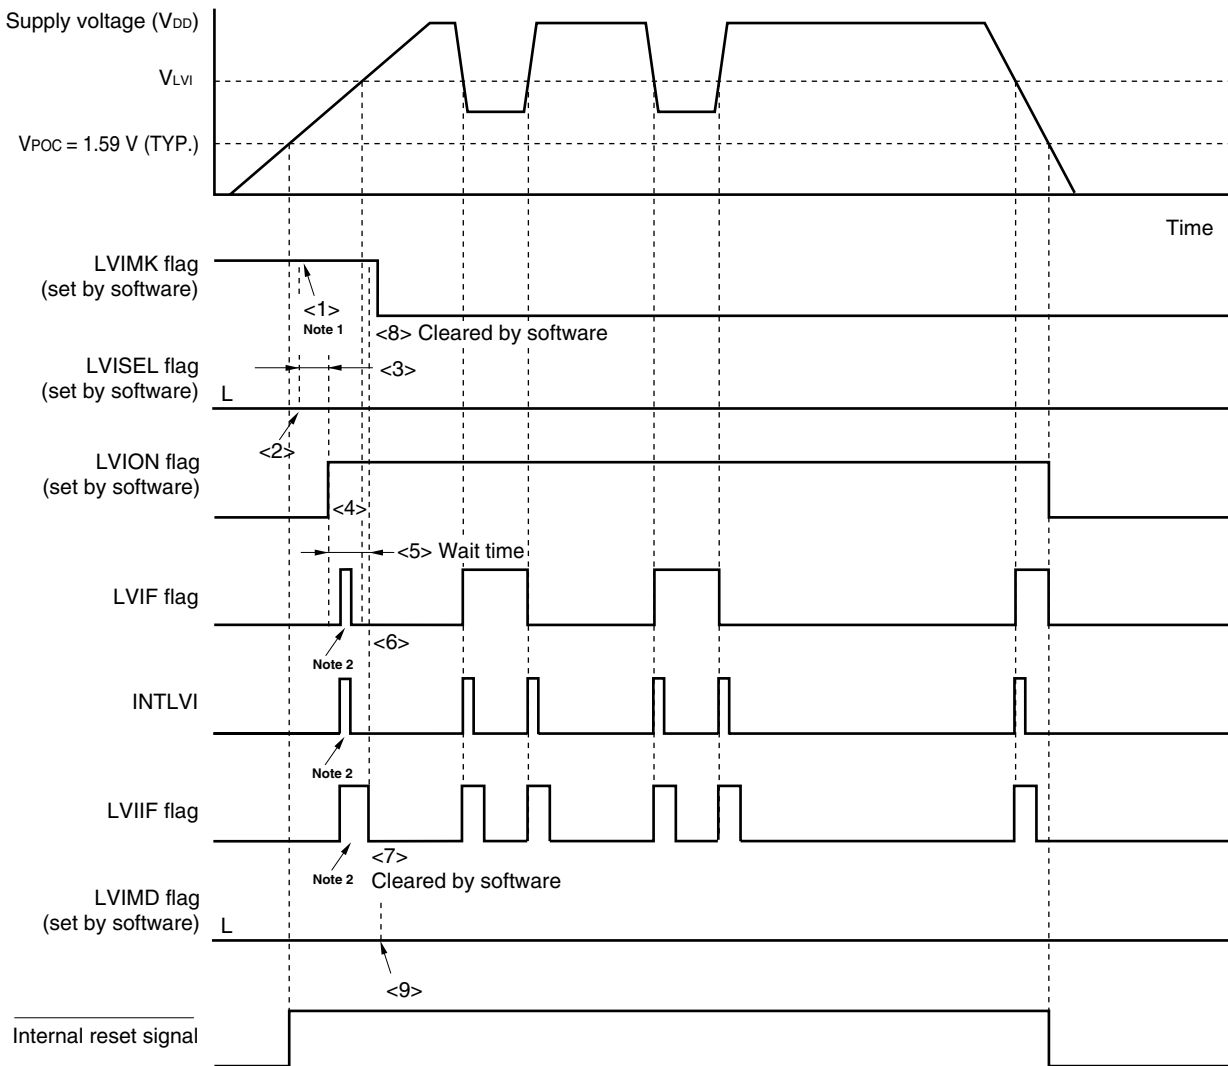 Supply voltage (VDD)
VLVI
VPOC = 1.59 V (TYP.)
Time
LVIMK flag
(set by software)
<1>
Note 1
<8> Cleared by software
LVISEL flag
(set by software)
L
<3>
<2>
LVION flag
(set by software)
<4>
<5> Wait time
LVIF flag
<6>
Note 2
INTLVI
Note 2
LVIIF flag
<7>
Note 2
Cleared by software
LVIMD flag
(set by software)
L
<9>
Internal reset signal